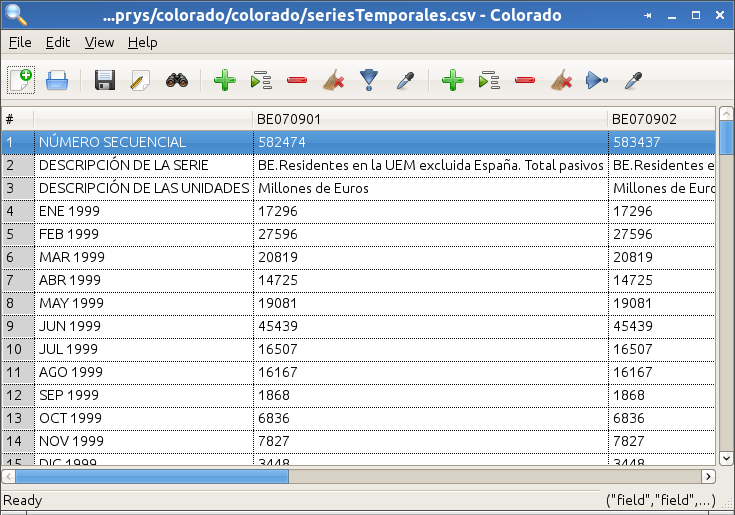 ...prys/colorado/colorado/seriesTemporales.csv - Colorado
File Edit View Help
# BE070901 BE070902
1 NÚMERO SECUENCIAL 582474 583437
2 DESCRIPCIÓN DE LA SERIE BE.Residentes en la UEM excluida España. Total pasivos BE.Residentes e
3 DESCRIPCIÓN DE LAS UNIDADES Millones de Euros Millones de Euro
4 ENE 1999 17296 17296
5 FEB 1999 27596 27596
6 MAR 1999 20819 20819
7 ABR 1999 14725 14725
8 MAY 1999 19081 19081
9 JUN 1999 45439 45439
10 JUL 1999 16507 16507
11 AGO 1999 16167 16167
12 SEP 1999 1868 1868
13 OCT 1999 6836 6836
14 NOV 1999 7827 7827
15 DIC 1999 3448 3448
Ready ("field","field",...)